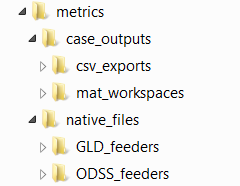 metrics
case_outputs
csv_exports
mat_workspaces
native_files
GLD_feeders
ODSS_feeders